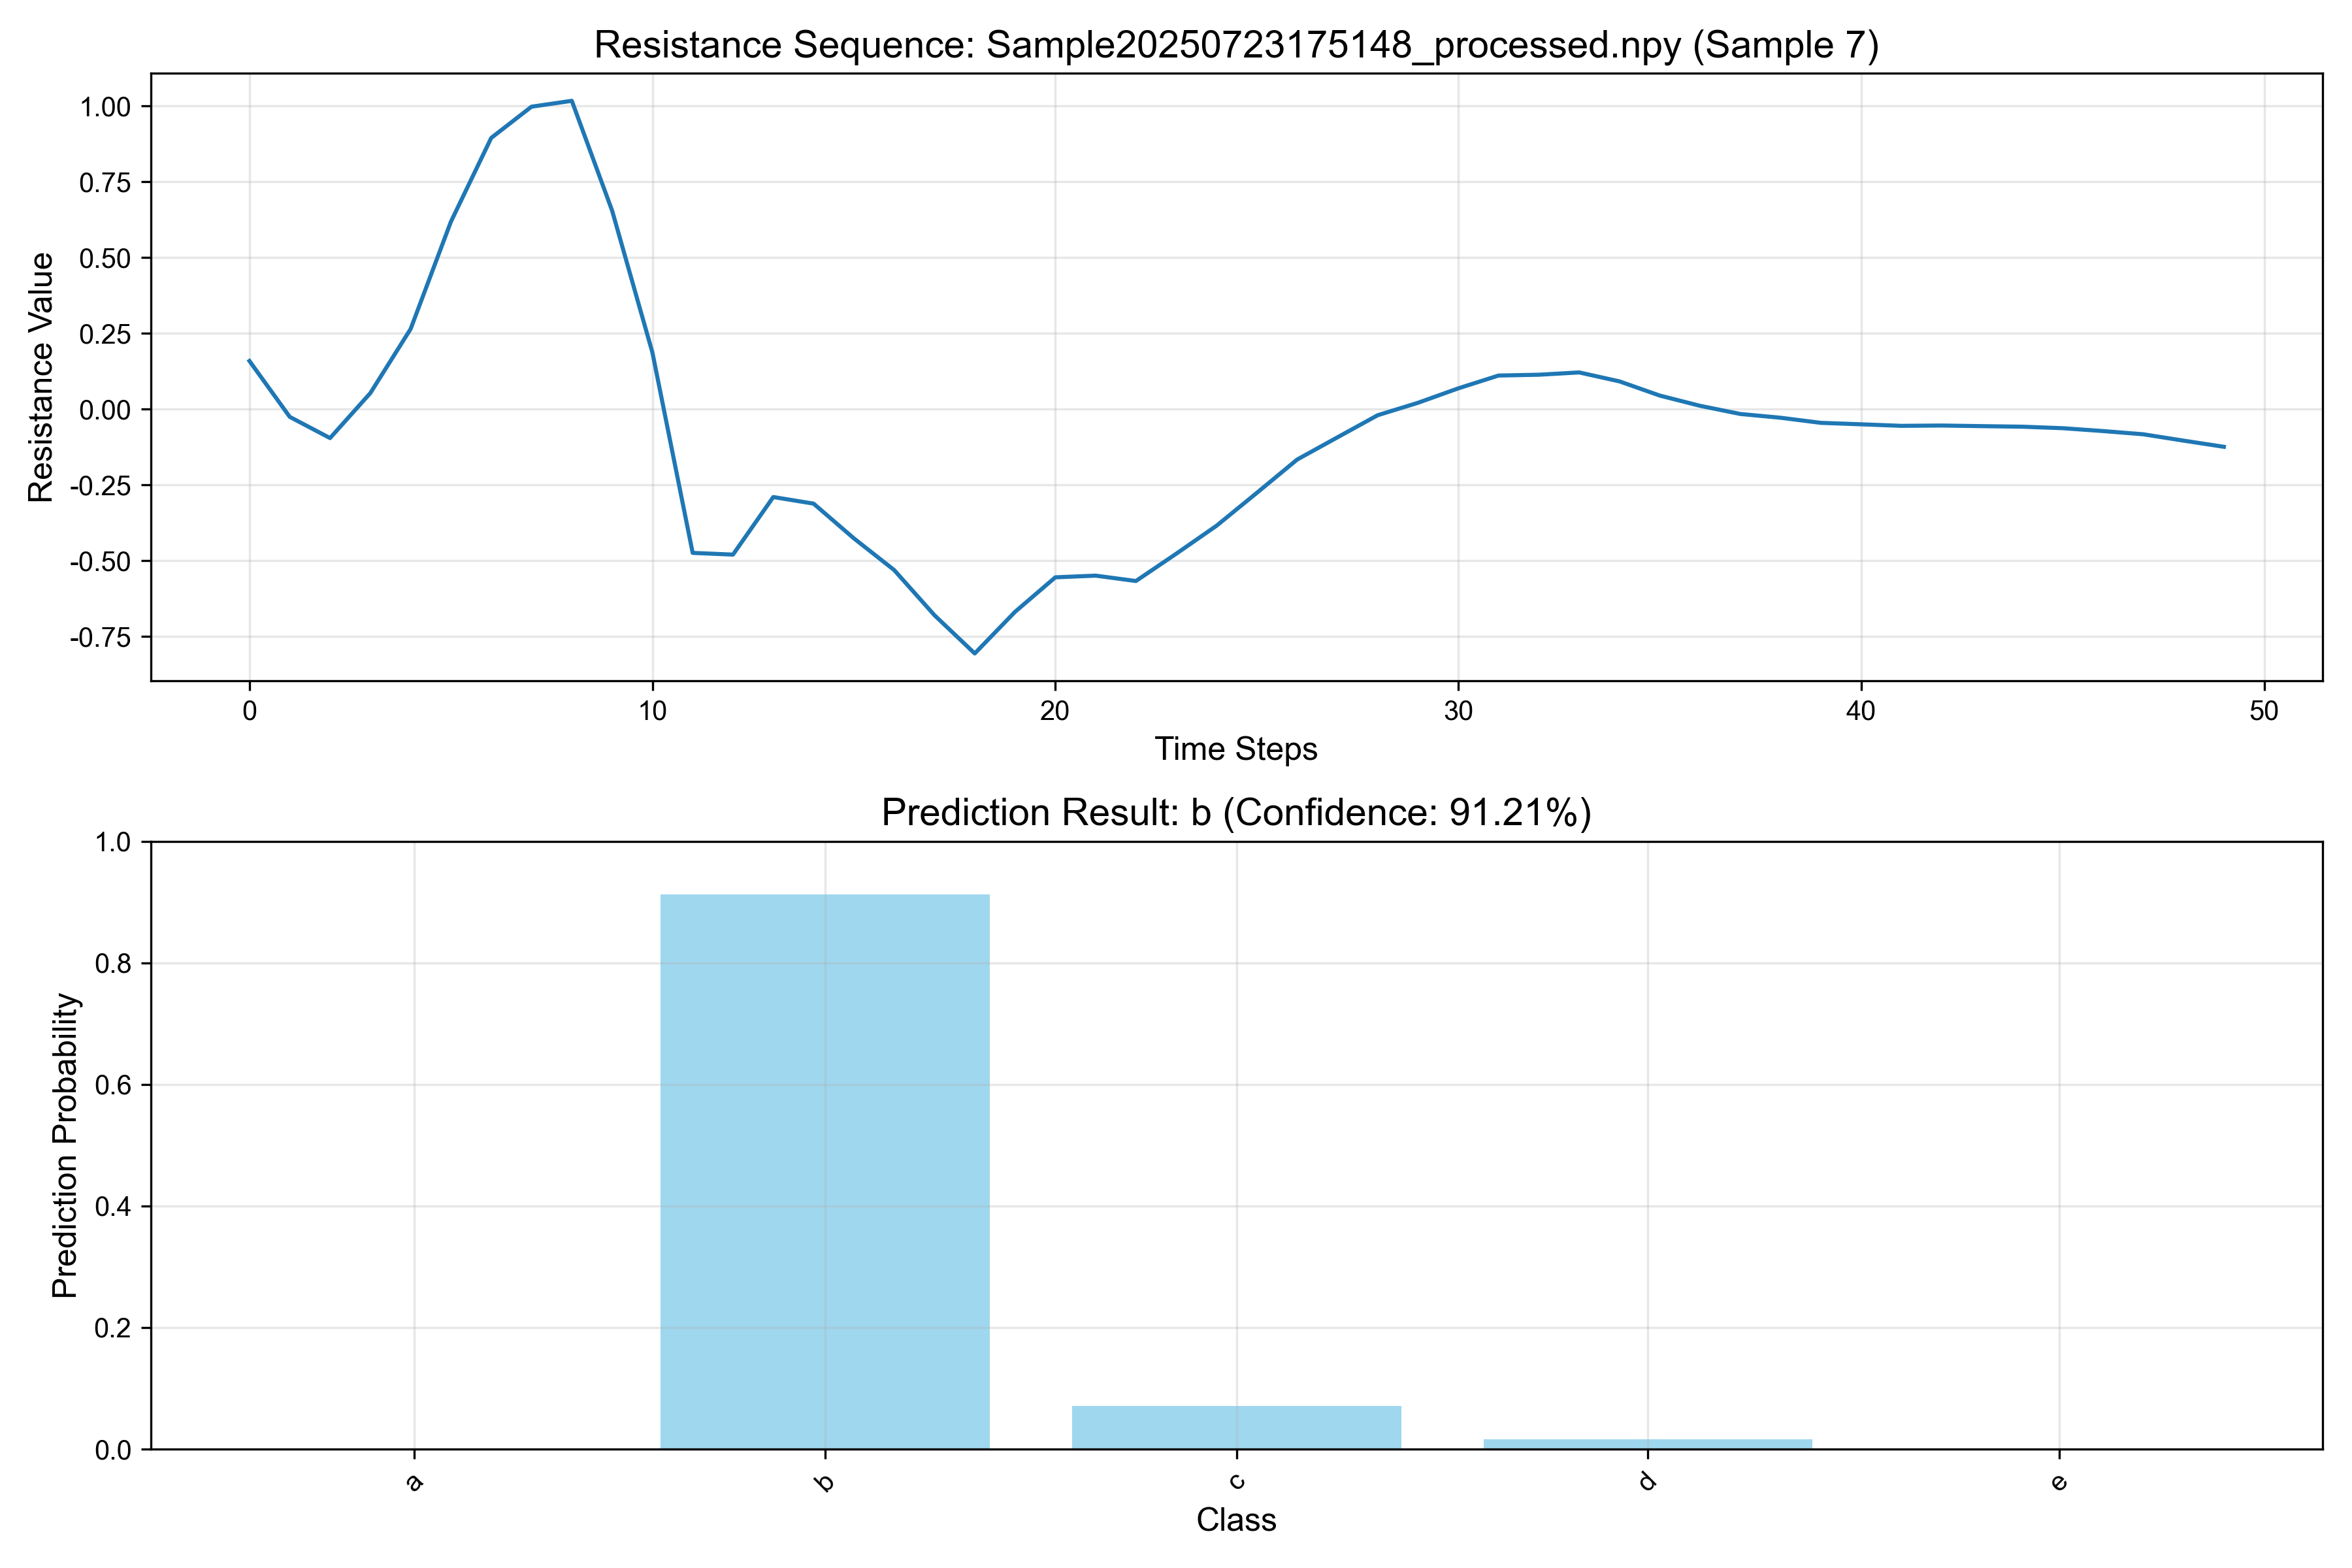 Resistance Sequence: Sample20250723175148_processed.npy (Sample 7)
Resistance Value
1.00
0.75
0.50
0.25
0.00
-0.25
-0.50
-0.75
0 10 20 30 40 50
Time Steps
Prediction Result: b (Confidence: 91.21%)
Prediction Probability
1.0
0.8
0.6
0.4
0.2
0.0
a b c d e
Class